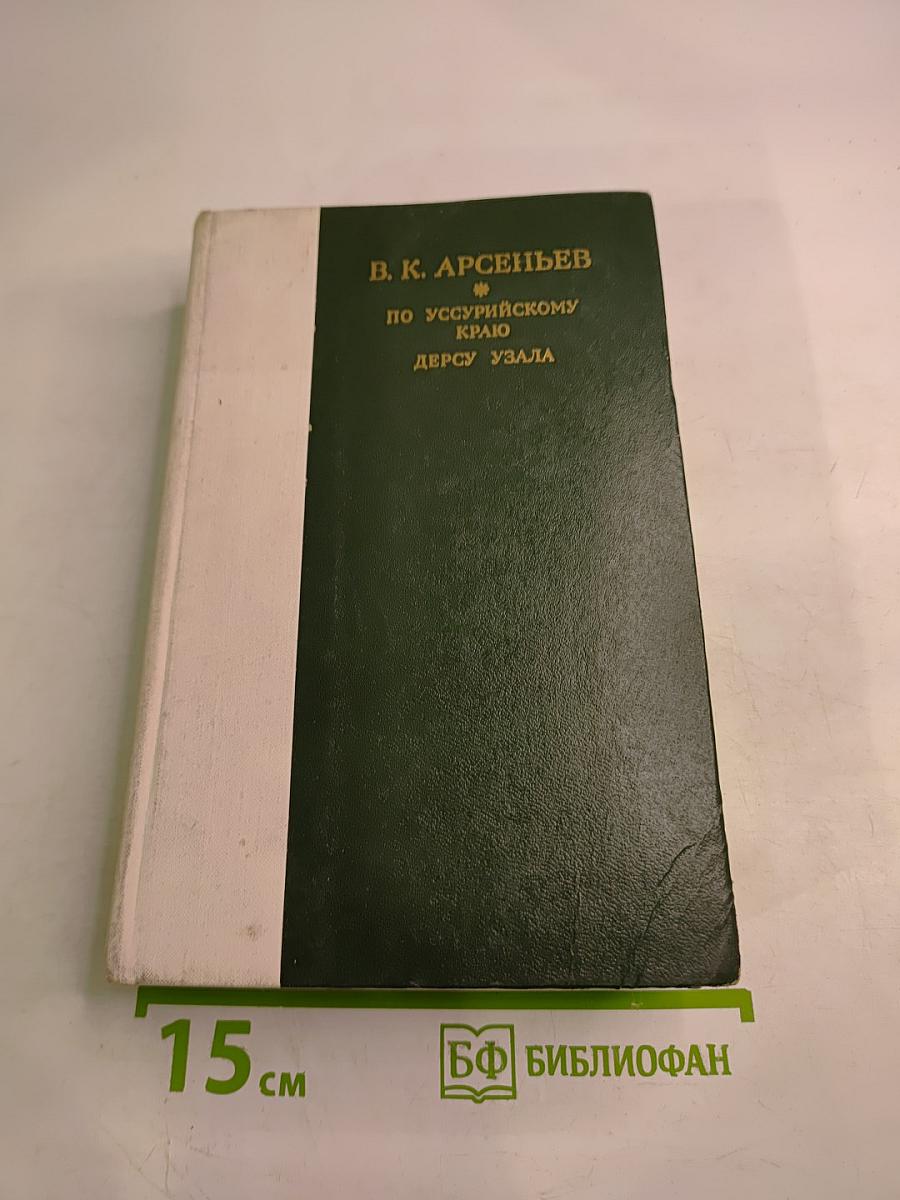 В. К. АРСЕНЬЕВ
*
ПО УССУРИЙСКОМУ
КРАЮ
ДЕРСУ УЗАЛА
15 см
БФ БИБЛИОФАН